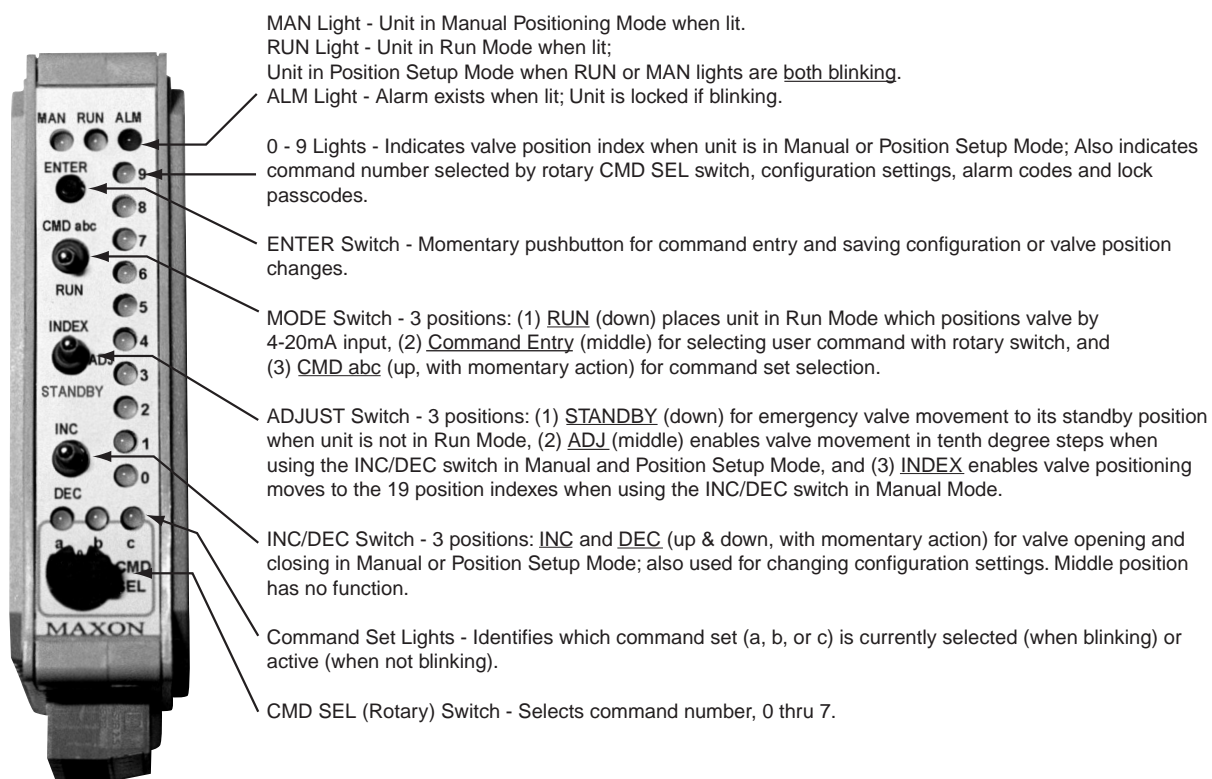 MAN Light - Unit in Manual Positioning Mode when lit.
RUN Light - Unit in Run Mode when lit;
Unit in Position Setup Mode when RUN or MAN lights are both blinking.
ALM Light - Alarm exists when lit; Unit is locked if blinking.
0 - 9 Lights - Indicates valve position index when unit is in Manual or Position Setup Mode; Also indicates
command number selected by rotary CMD SEL switch, configuration settings, alarm codes and lock
passcodes.
ENTER Switch - Momentary pushbutton for command entry and saving configuration or valve position
changes.
MODE Switch - 3 positions: (1) RUN (down) places unit in Run Mode which positions valve by
4-20mA input, (2) Command Entry (middle) for selecting user command with rotary switch, and
(3) CMD abc (up, with momentary action) for command set selection.
ADJUST Switch - 3 positions: (1) STANDBY (down) for emergency valve movement to its standby position
when unit is not in Run Mode, (2) ADJ (middle) enables valve movement in tenth degree steps when
using the INC/DEC switch in Manual and Position Setup Mode, and (3) INDEX enables valve positioning
moves to the 19 position indexes when using the INC/DEC switch in Manual Mode.
INC/DEC Switch - 3 positions: INC and DEC (up & down, with momentary action) for valve opening and
closing in Manual or Position Setup Mode; also used for changing configuration settings. Middle position
has no function.
Command Set Lights - Identifies which command set (a, b, or c) is currently selected (when blinking) or
active (when not blinking).
CMD SEL (Rotary) Switch - Selects command number, 0 thru 7.
MAN RUN ALM
ENTER
9
8
CMD abc
7
6
RUN
5
INDEX
4
ADJ
3
STANDBY
2
INC
1
0
DEC
a b c
CMD
SEL
MAXON